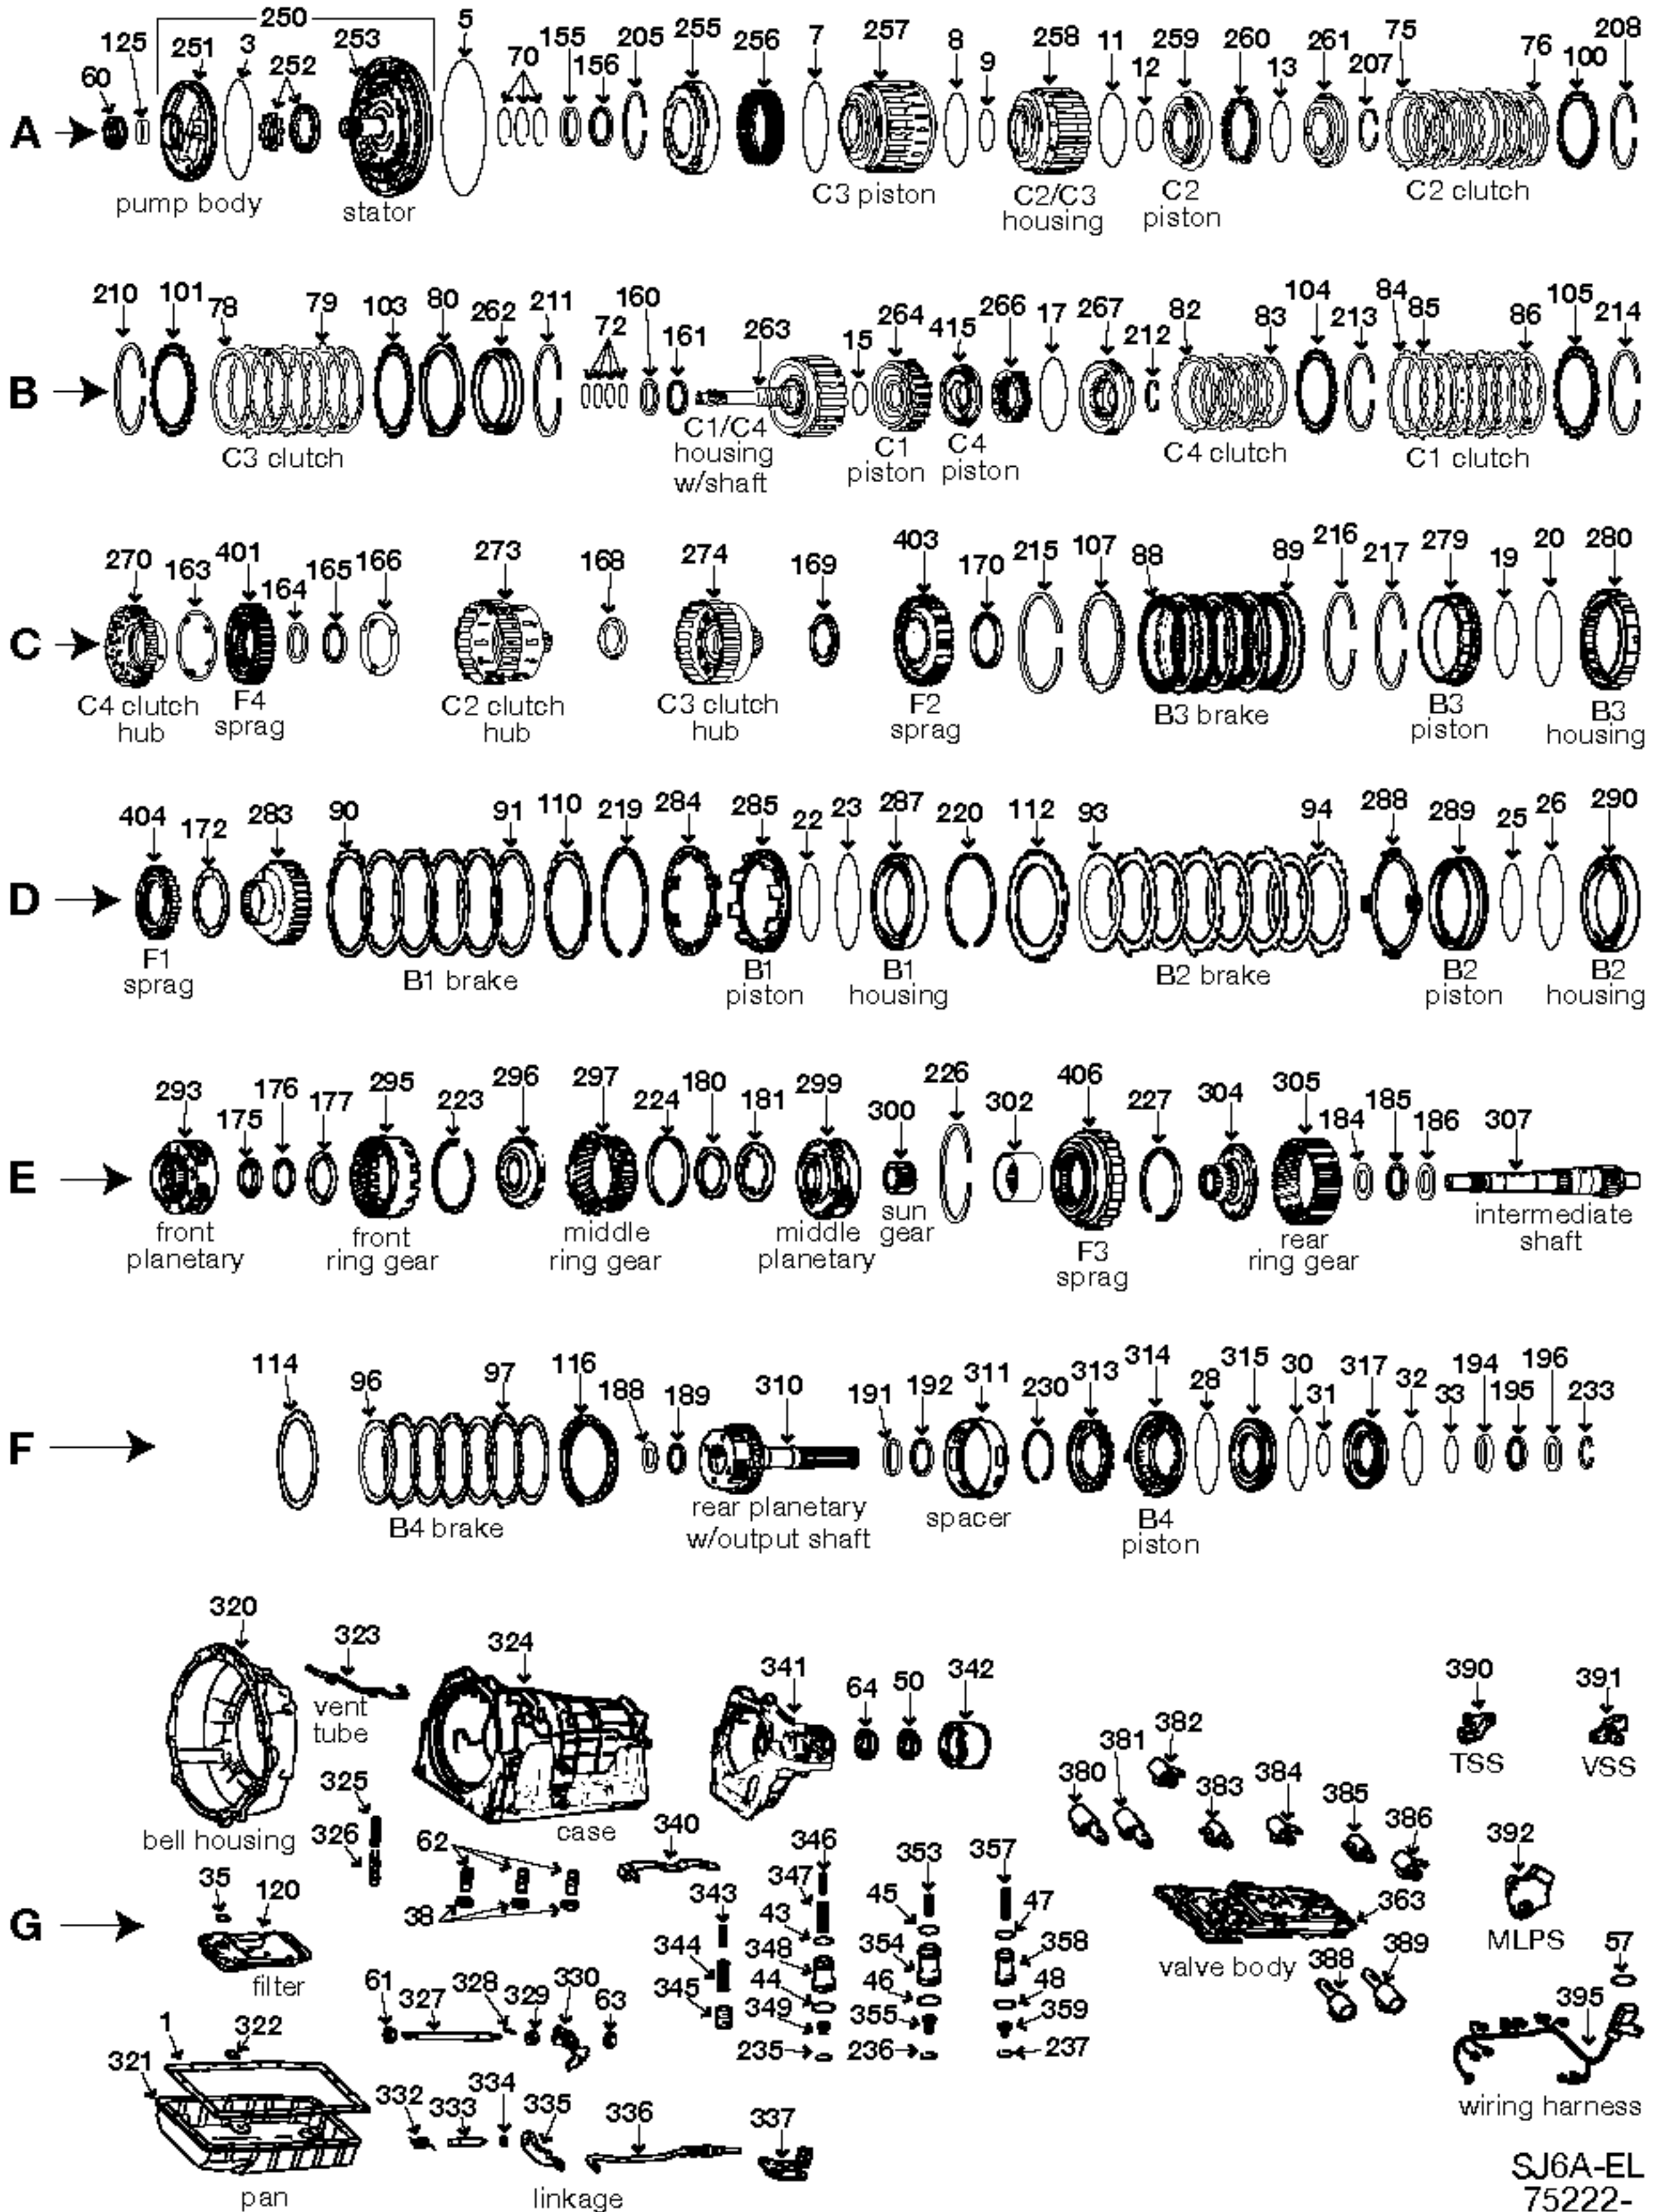 250
5
125 251 3 253 155 205 255 7 257 8 258 11 259 260 261 75 76 208
60 252 70 156 256 9 12 13 207 100
A
pump body
stator
C3 piston
C2/C3
housing
C2
piston
C2 clutch
210 101 78 79 103 80 262 211 72 160 161 263 15 264 415 266 17 267 212 82 83 104 213 84 85 86 105 214
B
C3 clutch
C1/C4
housing
w/shaft
C1
piston
C4
piston
C4 clutch
C1 clutch
270 163 401 164 165 166 273 168 274 169 403 170 215 107 88 89 216 217 279 19 20 280
C
C4 clutch
hub
F4
sprag
C2 clutch
hub
C3 clutch
hub
F2
sprag
B3 brake
B3
piston
B3
housing
404 172 283 90 91 110 219 284 285 22 23 287 220 112 93 94 288 289 25 26 290
D
F1
sprag
B1 brake
B1
piston
B1
housing
B2 brake
B2
piston
B2
housing
293 175 176 177 295 223 296 297 224 180 181 299 300 226 302 406 227 304 305 184 185 186 307
E
front
planetary
front
ring gear
middle
ring gear
middle
planetary
sun
gear
F3
sprag
rear
ring gear
intermediate
shaft
114 96 97 116 188 189 310 191 192 311 230 313 314 28 315 30 31 317 32 33 194 195 196 233
F
B4 brake
rear planetary
w/output shaft
spacer
B4
piston
320 323 324 341 64 50 342 390 391
vent
tube
TSS
VSS
380 381 382 383 384 385 386 392
bell housing
325
326
case
62
38
340
35 120
G
filter
343
344
345
346
347
43
348
44
349
235
353
45
354
46
355
236
357
47
358
48
359
237
363
valve body
388 389
MLPS
57
395
wiring harness
61 327 328 329 330 63
1 322
321
pan
332 333 334 335 336 337
linkage
SJ6A-EL
75222-